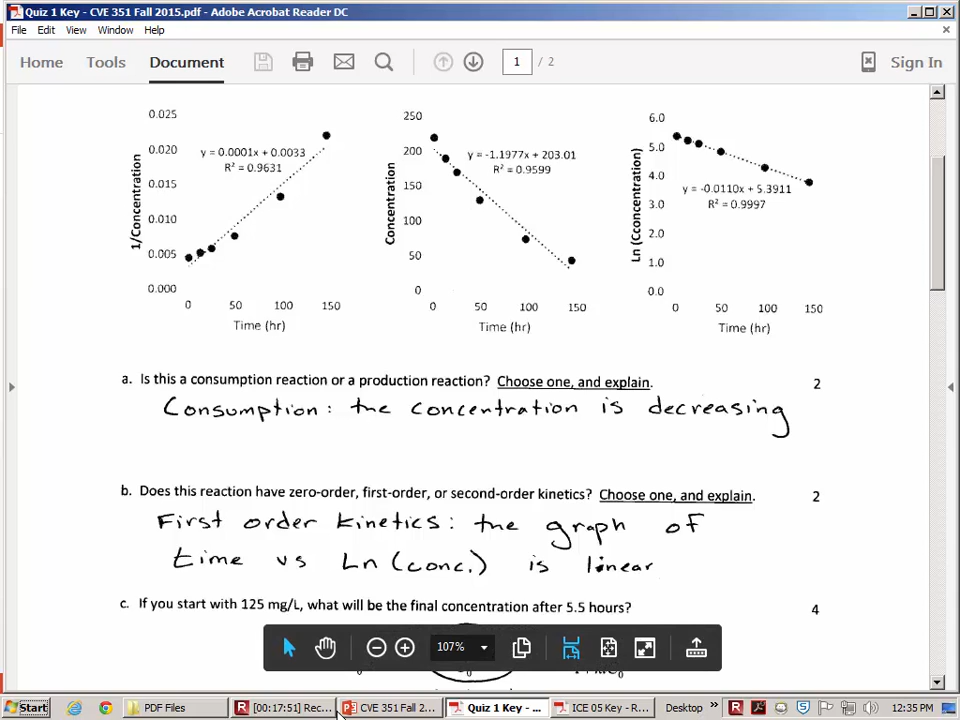 Quiz 1 Key - CVE 351 Fall 2015.pdf - Adobe Acrobat Reader DC
File Edit View Window Help
Home Tools Document 1 / 2 Sign In
0.025
0.020
0.015
0.010
0.005
0.000
1/Concentration
y = 0.0001x + 0.0033
R² = 0.9631
0 50 100 150
Time (hr)
250
200
150
100
50
0
Concentration
y = -1.1977x + 203.01
R² = 0.9599
0 50 100 150
Time (hr)
6.0
5.0
4.0
3.0
2.0
1.0
0.0
Ln (Cconcentration)
y = -0.0110x + 5.3911
R² = 0.9997
0 50 100 150
Time (hr)
a. Is this a consumption reaction or a production reaction? Choose one, and explain. 2
Consumption: the concentration is decreasing
b. Does this reaction have zero-order, first-order, or second-order kinetics? Choose one, and explain. 2
First order kinetics: the graph of
time vs Ln (conc.) is linear
c. If you start with 125 mg/L, what will be the final concentration after 5.5 hours? 4
107%
Start PDF Files [00:17:51] Rec... CVE 351 Fall 2... Quiz 1 Key - ... ICE 05 Key - R... Desktop » 12:35 PM